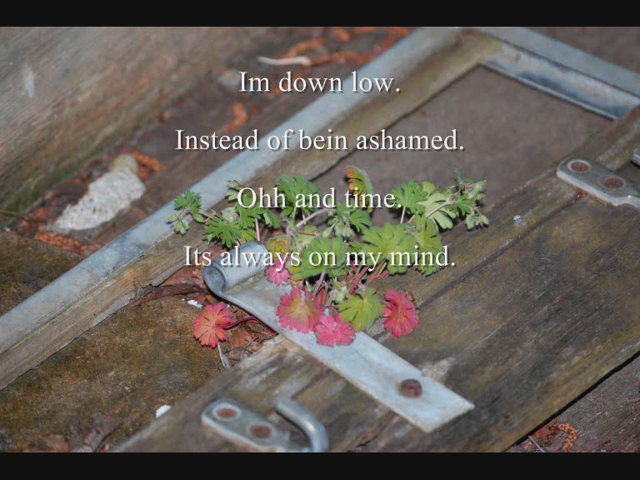 Im down low.
Instead of bein ashamed.
Ohh and time.
Its always on my mind.